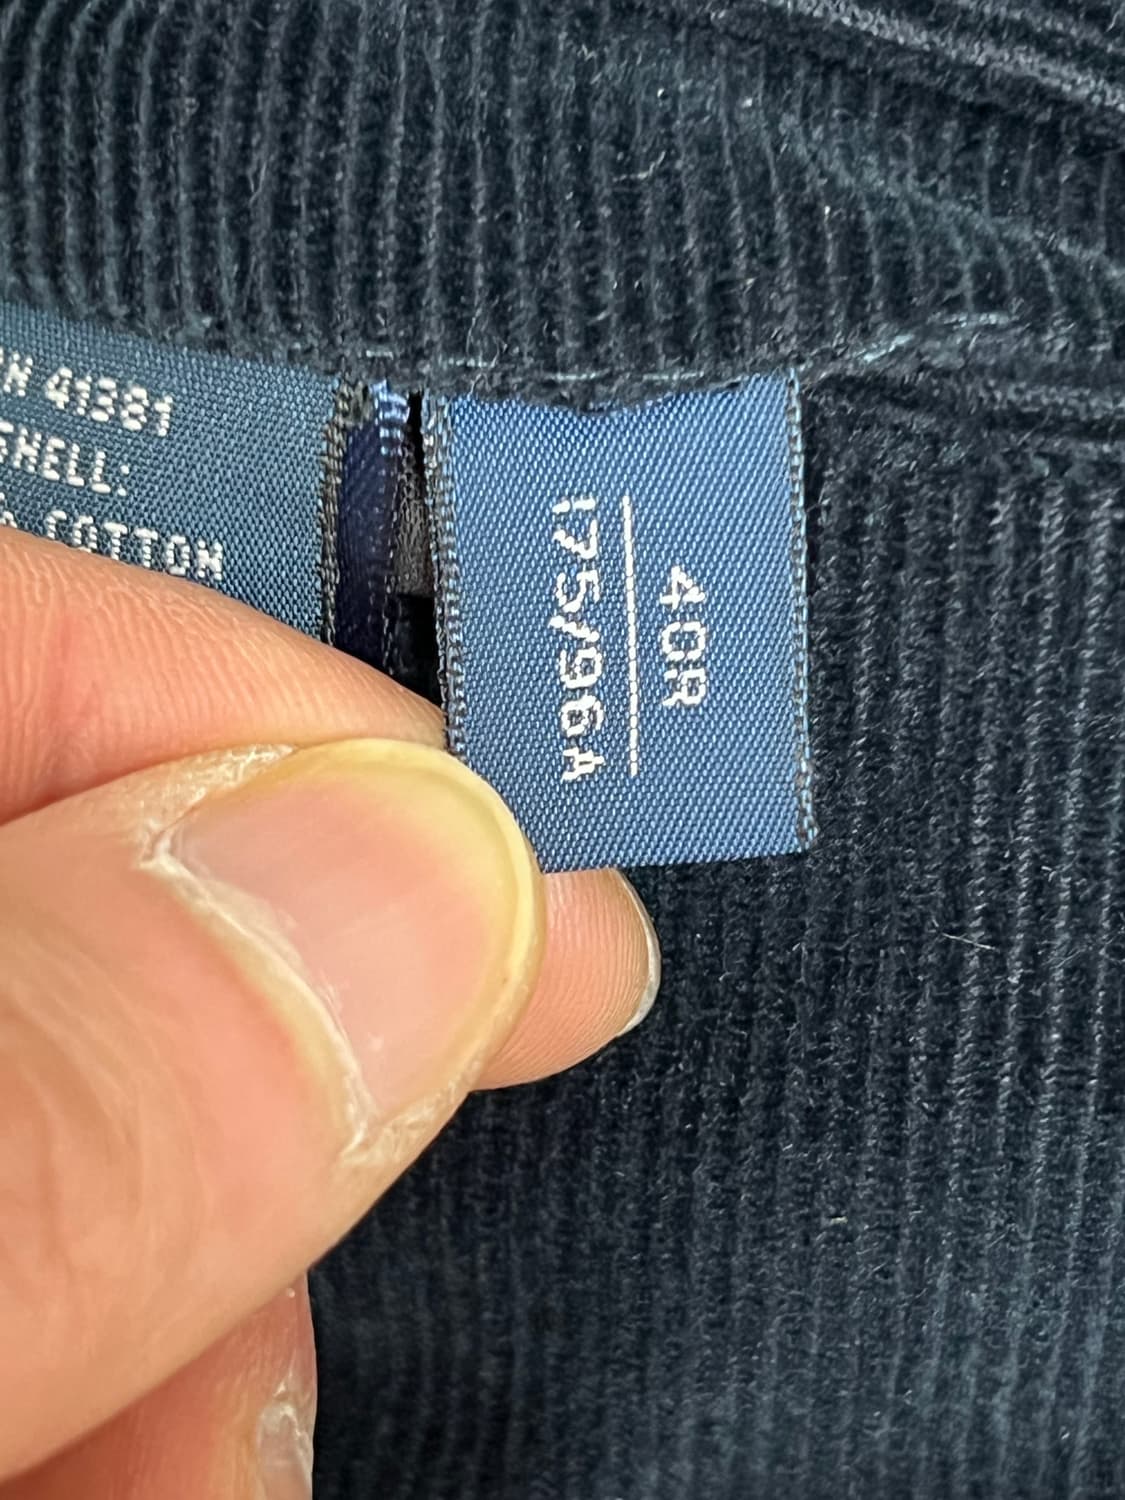 N 41381
SHELL:
COTTON
40R
175/96A